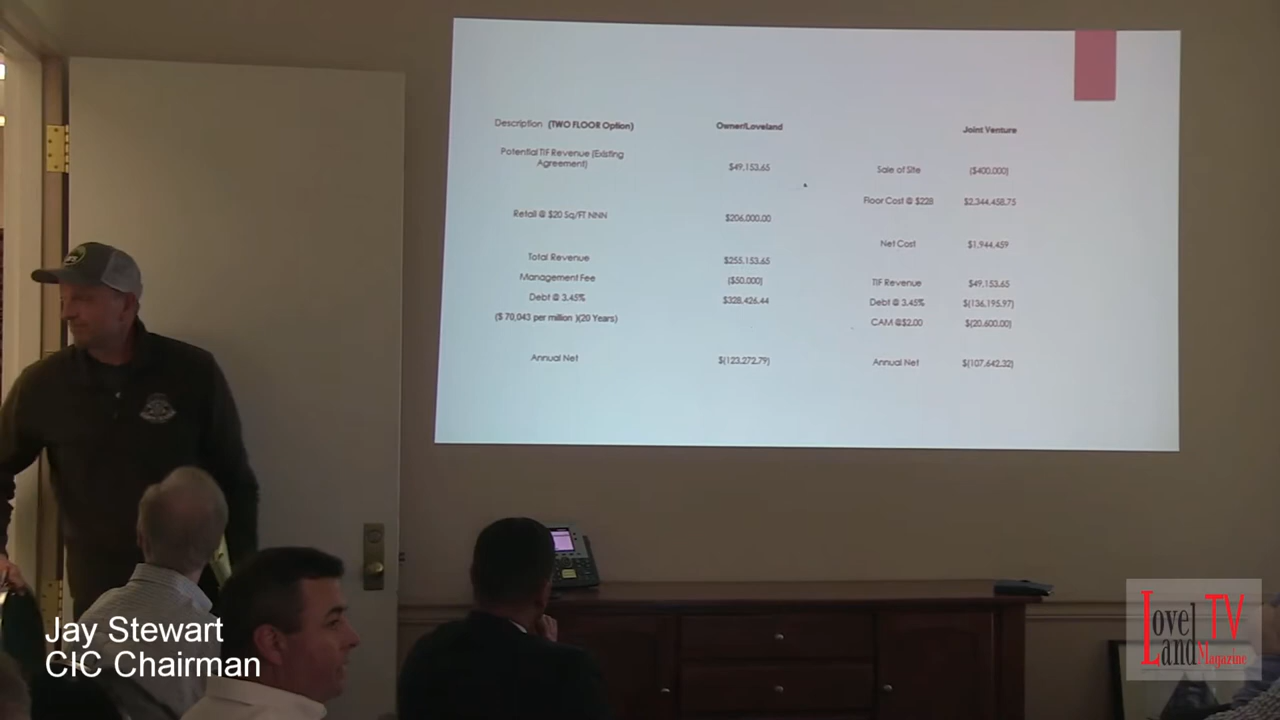 Description (TWO FLOOR Option) Owner/Loveland Joint Venture
Potential TIF Revenue (Existing
Agreement) $49,153.65 Sale of Site ($400,000)
Floor Cost @ $228 $2,344,458.75
Retail @ $20 Sq/FT NNN $206,000.00
Net Cost $1,944,459
Total Revenue $255,153.65
Management Fee ($50,000) TIF Revenue $49,153.65
Debt @ 3.45% $328,426.44 Debt @ 3.45% $(136,195.97)
($ 70,043 per million )(20 Years) CAM @$2.00 $(20,600.00)
Annual Net $(123,272.79) Annual Net $(107,642.32)
Jay Stewart
CIC Chairman
Lovel TV
Land Magazine